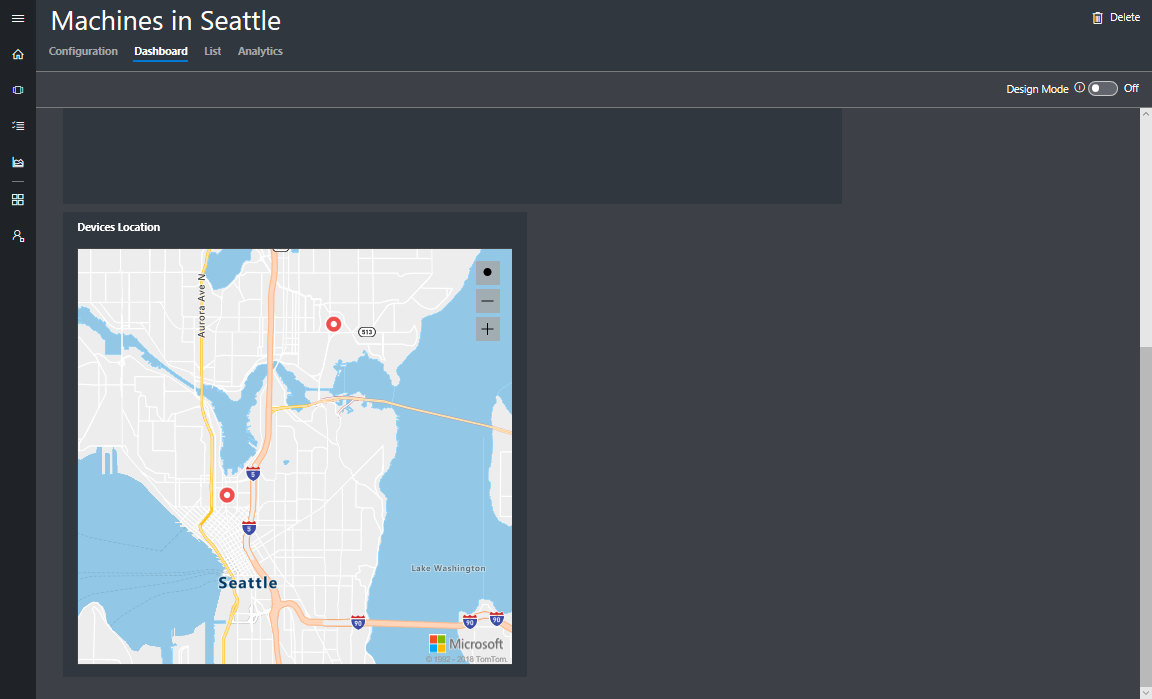 Machines in Seattle
Delete
Configuration Dashboard List Analytics
Design Mode Off
Devices Location
Aurora Ave N
513
5
5
Lake Washington
Seattle
90
90
90
Microsoft
© 1992 - 2018 TomTom.